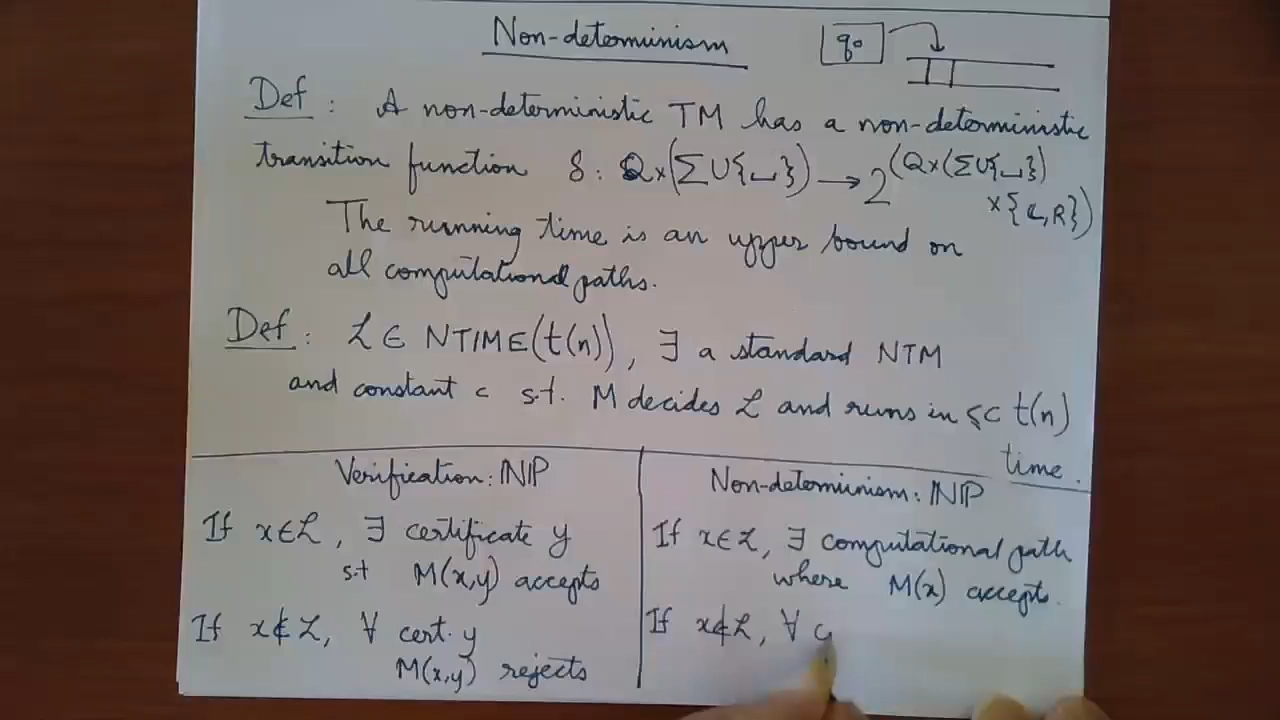 Non-determinism
q₀
Def : A non-deterministic TM has a non-deterministic
transition function δ: Q×(ΣU{⎵}) → 2^(Q×(ΣU{⎵})
×{L,R})
The running time is an upper bound on
all computational paths.
Def : L ∈ NTIME(t(n)), ∃ a standard NTM
and constant c s.t. M decides L and runs in ≤c t(n)
time.
Verification: NP
If x∈L, ∃ certificate y
s.t M(x,y) accepts
If x∉L, ∀ cert. y
M(x,y) rejects
Non-determinism: NP
If x∈L, ∃ computational path
where M(x) accepts.
If x∉L, ∀ c